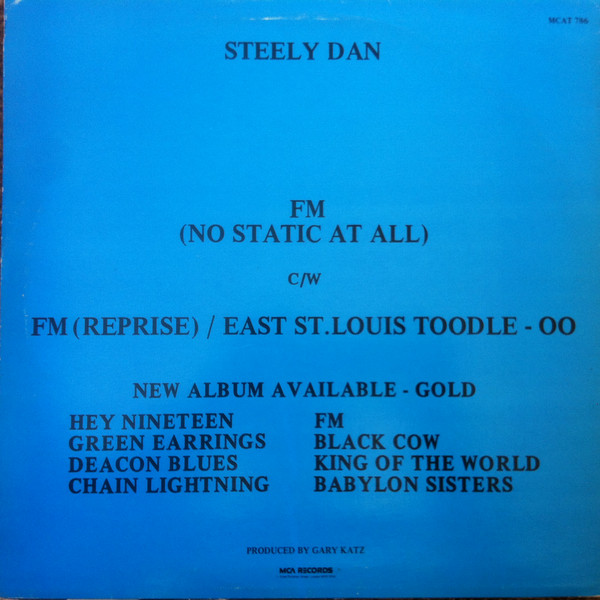 MCAT 786
STEELY DAN
FM
(NO STATIC AT ALL)
C/W
FM (REPRISE) / EAST ST. LOUIS TOODLE - OO
NEW ALBUM AVAILABLE - GOLD
HEY NINETEEN
GREEN EARRINGS
DEACON BLUES
CHAIN LIGHTNING
FM
BLACK COW
KING OF THE WORLD
BABYLON SISTERS
PRODUCED BY GARY KATZ
MCA RECORDS